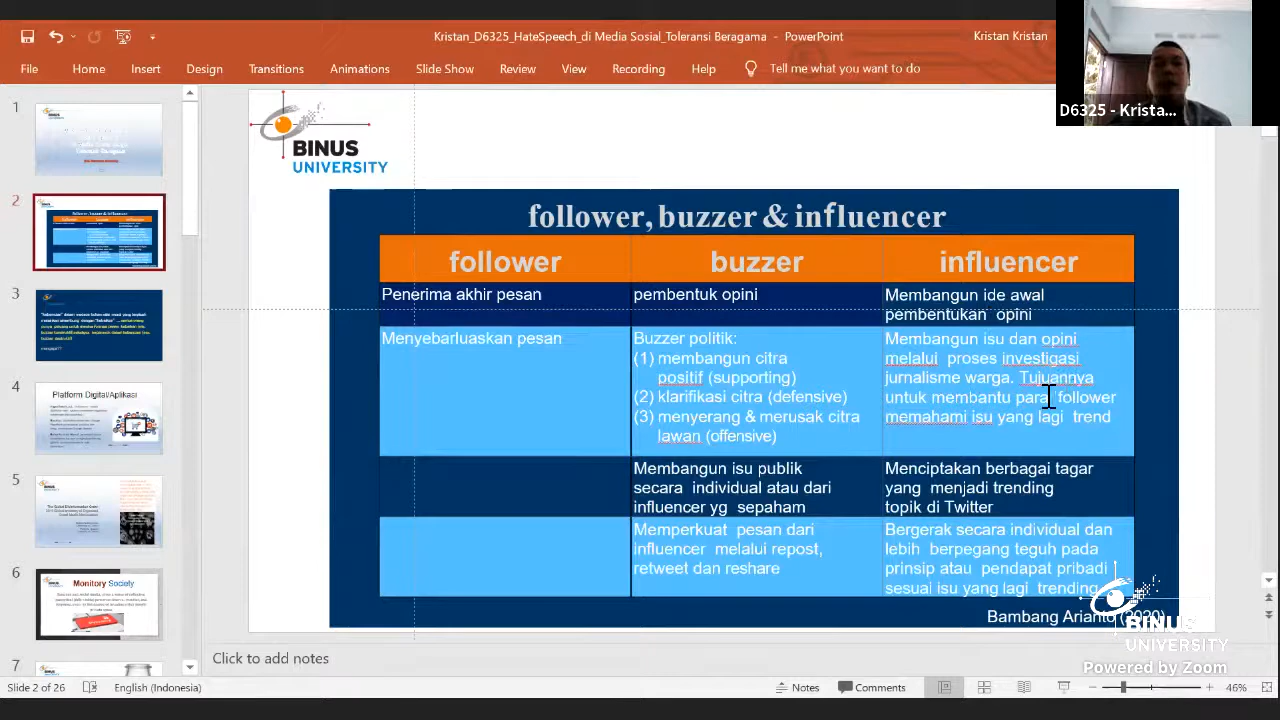 Kristan_D6325_HateSpeech_di Media Sosial_Toleransi Beragama - PowerPoint
Kristan Kristan
File Home Insert Design Transitions Animations Slide Show Review View Recording Help Tell me what you want to do
D6325 - Krista...
1
2
3
4
5
6
7
Platform Digital/Aplikasi
Monitory Society
BINUS
UNIVERSITY
follower, buzzer & influencer
follower buzzer influencer
Penerima akhir pesan
pembentuk opini
Membangun ide awal
pembentukan opini
Menyebarluaskan pesan
Buzzer politik:
(1) membangun citra
positif (supporting)
(2) klarifikasi citra (defensive)
(3) menyerang & merusak citra
lawan (offensive)
Membangun isu dan opini
melalui proses investigasi
jurnalisme warga. Tujuannya
untuk membantu para follower
memahami isu yang lagi trend
Membangun isu publik
secara individual atau dari
influencer yg sepaham
Menciptakan berbagai tagar
yang menjadi trending
topik di Twitter
Memperkuat pesan dari
influencer melalui repost,
retweet dan reshare
Bergerak secara individual dan
lebih berpegang teguh pada
prinsip atau pendapat pribadi
sesuai isu yang lagi trending
Bambang Arianto (2020)
BINUS
UNIVERSITY
Powered by Zoom
Click to add notes
Slide 2 of 26 English (Indonesia) Notes Comments 46%